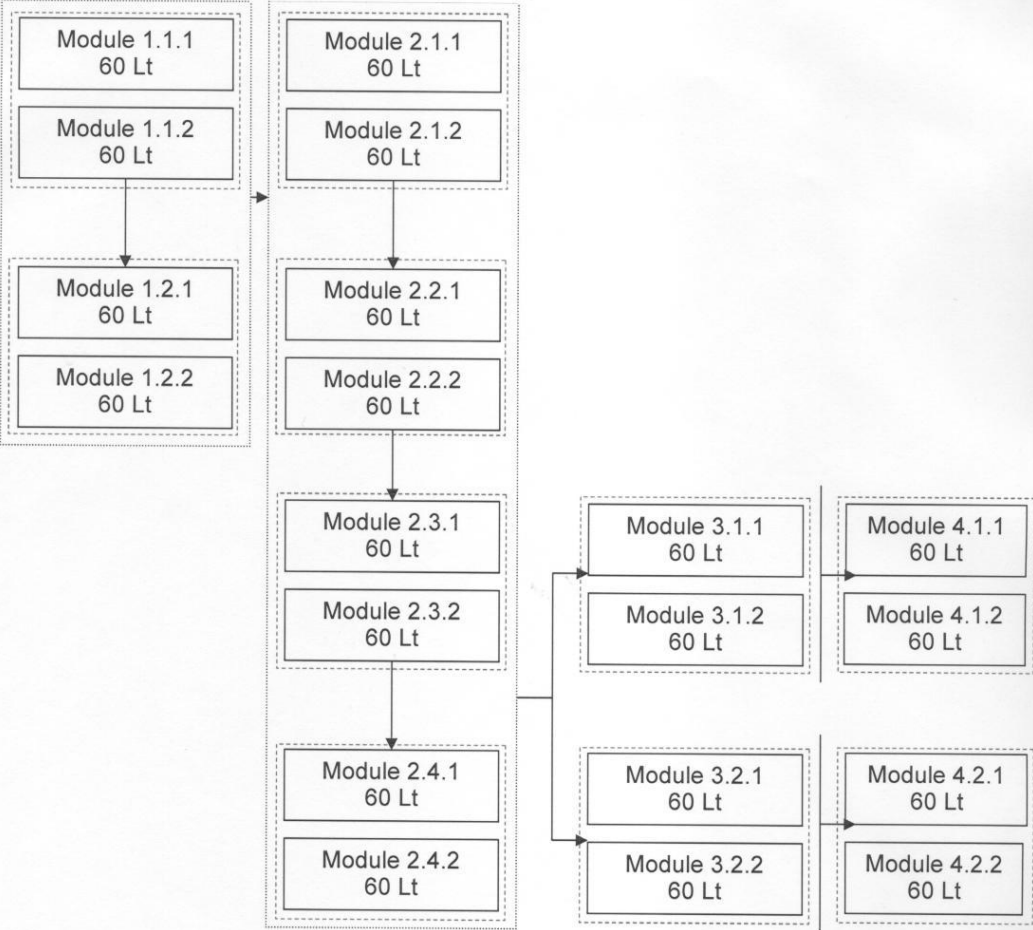 Module 1.1.1
60 Lt
Module 1.1.2
60 Lt
Module 1.2.1
60 Lt
Module 1.2.2
60 Lt
Module 2.1.1
60 Lt
Module 2.1.2
60 Lt
Module 2.2.1
60 Lt
Module 2.2.2
60 Lt
Module 2.3.1
60 Lt
Module 2.3.2
60 Lt
Module 2.4.1
60 Lt
Module 2.4.2
60 Lt
Module 3.1.1
60 Lt
Module 3.1.2
60 Lt
Module 3.2.1
60 Lt
Module 3.2.2
60 Lt
Module 4.1.1
60 Lt
Module 4.1.2
60 Lt
Module 4.2.1
60 Lt
Module 4.2.2
60 Lt